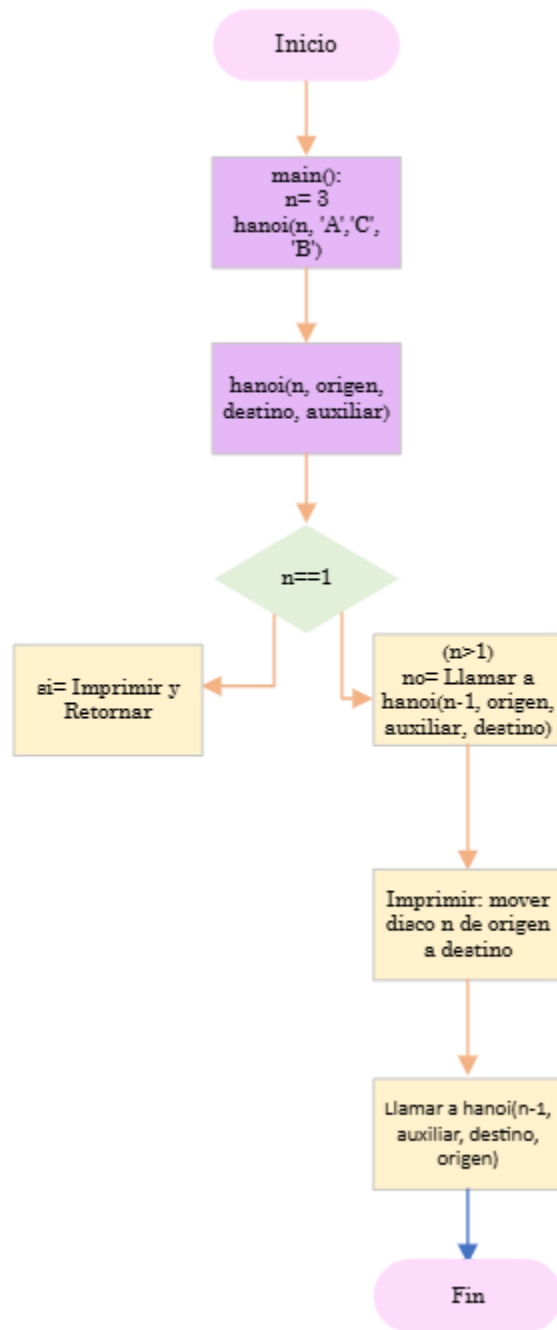 Inicio
main():
n= 3
hanoi(n, 'A','C',
'B')
hanoi(n, origen,
destino, auxiliar)
n==1
si= Imprimir y
Retornar
(n>1)
no= Llamar a
hanoi(n-1, origen,
auxiliar, destino)
Imprimir: mover
disco n de origen
a destino
Llamar a hanoi(n-1,
auxiliar, destino,
origen)
Fin